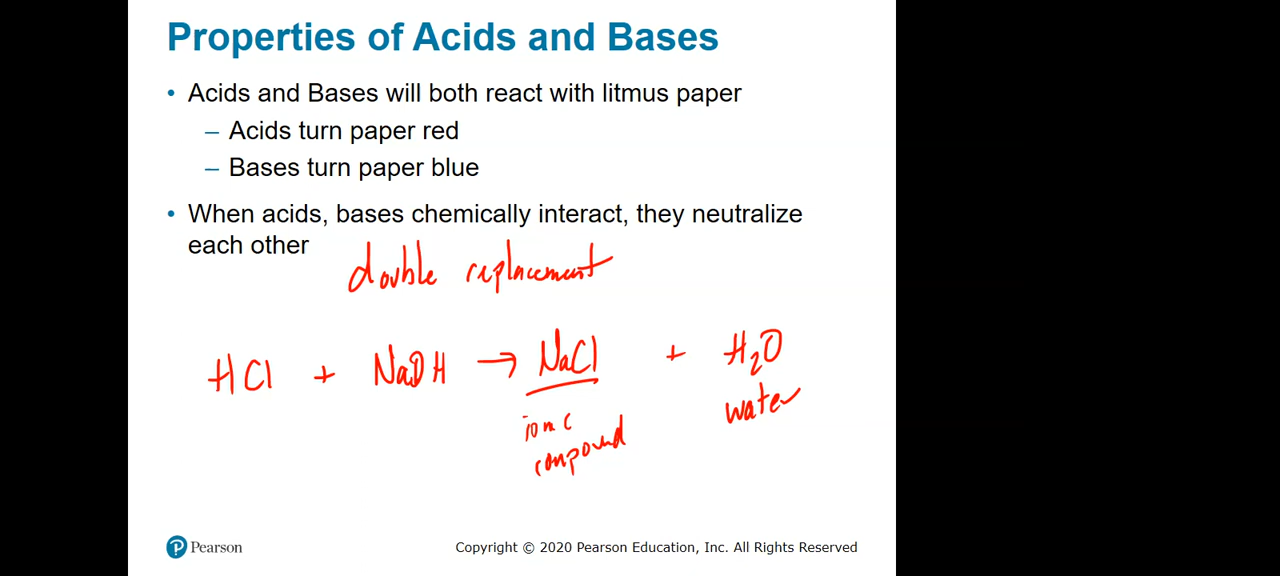 Properties of Acids and Bases
• Acids and Bases will both react with litmus paper
– Acids turn paper red
– Bases turn paper blue
• When acids, bases chemically interact, they neutralize
each other
double replacement
HCl + NaOH → NaCl + H₂O
ionic
compound
water
Pearson
Copyright © 2020 Pearson Education, Inc. All Rights Reserved